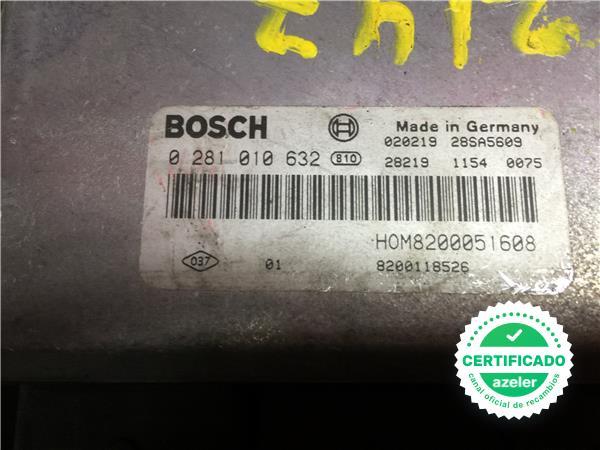 BOSCH
Made in Germany
020219 28SA5609
0 281 010 632 810
28219 1154 0075
HOM8200051608
037 01 8200118526
CERTIFICADO
azeler
canal oficial de recambios